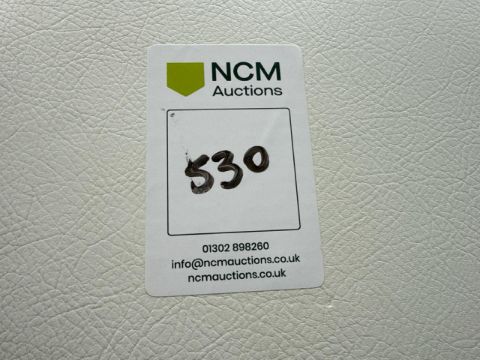 NCM
Auctions
530
01302 898260
info@ncmauctions.co.uk
ncmauctions.co.uk